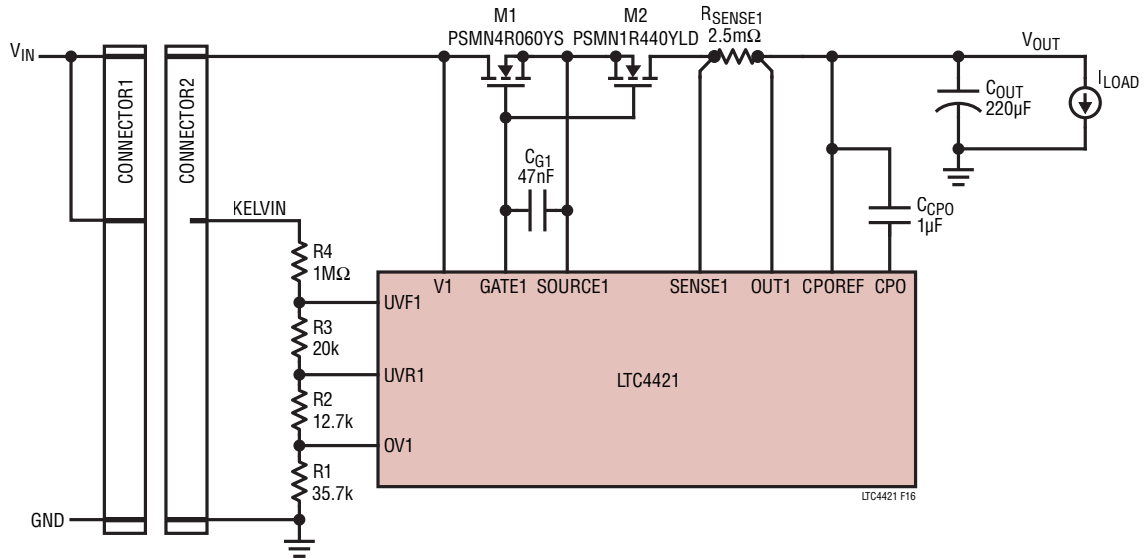 M1
PSMN4R060YS
M2
PSMN1R440YLD
RSENSE1
2.5mΩ
VIN
CONNECTOR1
CONNECTOR2
VOUT
COUT
220µF
ILOAD
CG1
47nF
CCPO
1µF
KELVIN
R4
1MΩ
V1
GATE1
SOURCE1
SENSE1
OUT1
CPOREF
CPO
UVF1
R3
20k
UVR1
LTC4421
R2
12.7k
OV1
R1
35.7k
LTC4421 F16
GND